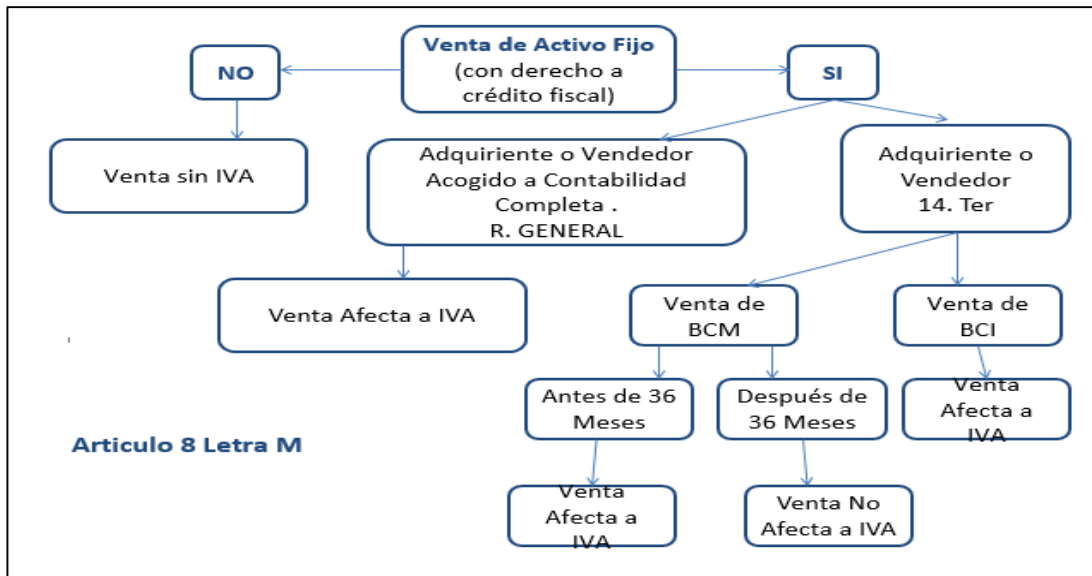 Venta de Activo Fijo
(con derecho a
crédito fiscal)
NO
SI
Venta sin IVA
Adquiriente o Vendedor
Acogido a Contabilidad
Completa .
R. GENERAL
Adquiriente o
Vendedor
14. Ter
Venta Afecta a IVA
Venta de
BCM
Venta de
BCI
Antes de 36
Meses
Después de
36 Meses
Venta
Afecta a
IVA
Articulo 8 Letra M
Venta
Afecta a
IVA
Venta No
Afecta a IVA